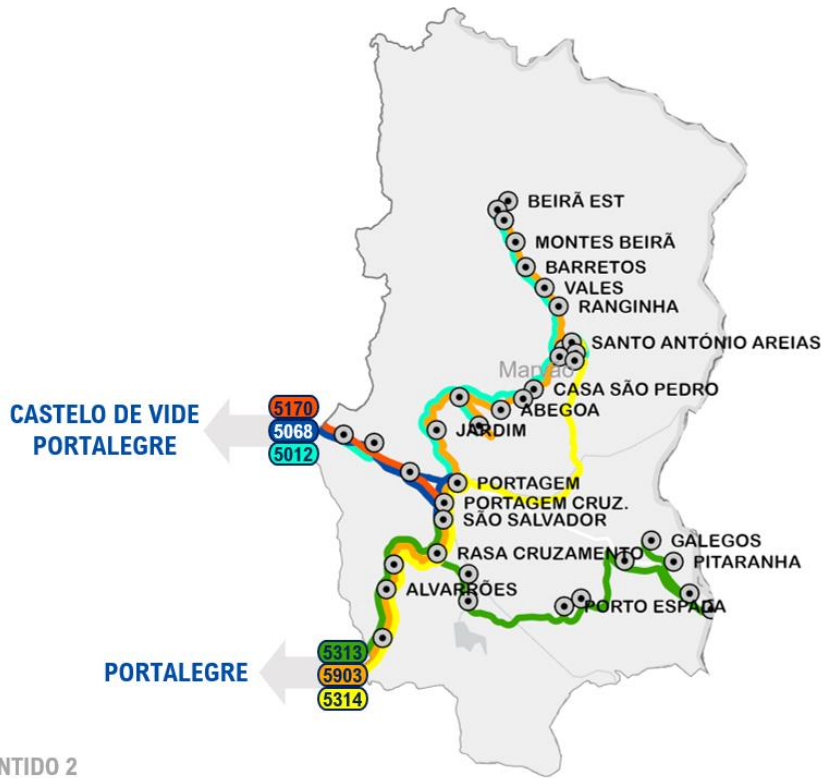 BEIRÃ EST
MONTES BEIRÃ
BARRETOS
VALES
RANGINHA
SANTO ANTÓNIO AREIAS
CASA SÃO PEDRO
ABEGOA
JARDIM
5170
5068
5012
CASTELO DE VIDE
PORTALEGRE
PORTAGEM
PORTAGEM CRUZ.
SÃO SALVADOR
GALEGOS
RASA CRUZAMENTO
PITARANHA
ALVARRÕES
PORTO ESPADA
5313
5903
5314
PORTALEGRE
NTIDO 2